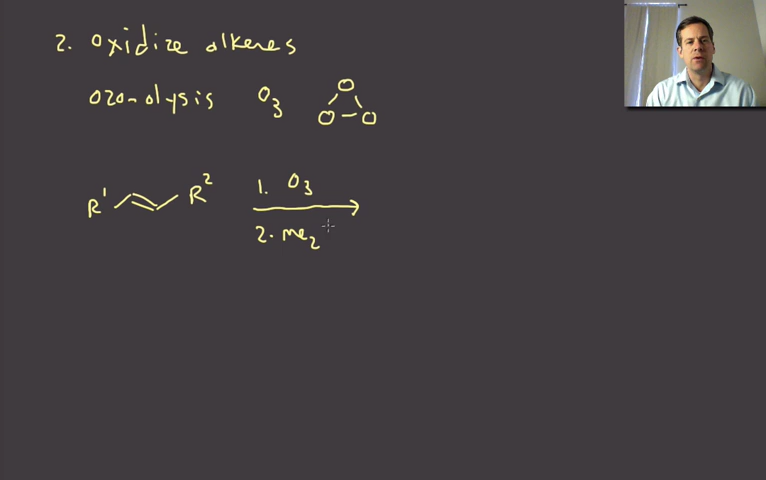 2. oxidize alkenes
ozonolysis O3
O
O O
R1 R2
1. O3
2. me2